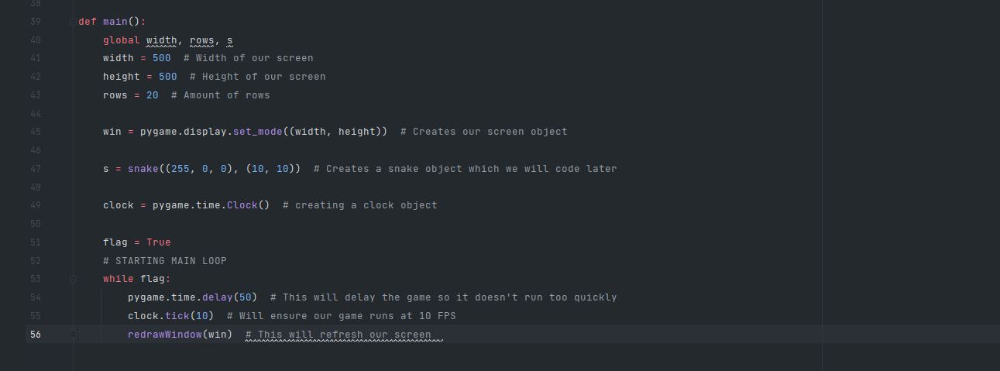 38
39 def main():
40 global width, rows, s
41 width = 500  # Width of our screen
42 height = 500  # Height of our screen
43 rows = 20  # Amount of rows
44
45 win = pygame.display.set_mode((width, height))  # Creates our screen object
46
47 s = snake((255, 0, 0), (10, 10))  # Creates a snake object which we will code later
48
49 clock = pygame.time.Clock()  # creating a clock object
50
51 flag = True
52 # STARTING MAIN LOOP
53 while flag:
54 pygame.time.delay(50)  # This will delay the game so it doesn't run too quickly
55 clock.tick(10)  # Will ensure our game runs at 10 FPS
56 redrawWindow(win)  # This will refresh our screen